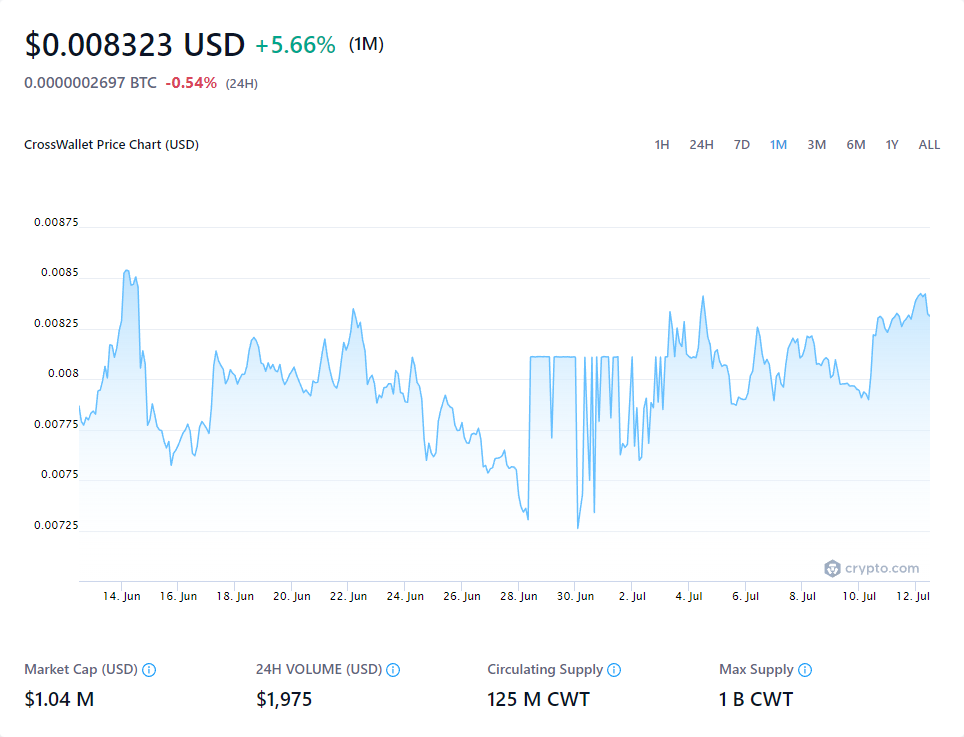 $0.008323 USD +5.66% (1M)
0.0000002697 BTC -0.54% (24H)
CrossWallet Price Chart (USD) 1H 24H 7D 1M 3M 6M 1Y ALL
0.00875
0.0085
0.00825
0.008
0.00775
0.0075
0.00725
crypto.com
14. Jun 16. Jun 18. Jun 20. Jun 22. Jun 24. Jun 26. Jun 28. Jun 30. Jun 2. Jul 4. Jul 6. Jul 8. Jul 10. Jul 12. Jul
Market Cap (USD) 24H VOLUME (USD) Circulating Supply Max Supply
$1.04 M $1,975 125 M CWT 1 B CWT